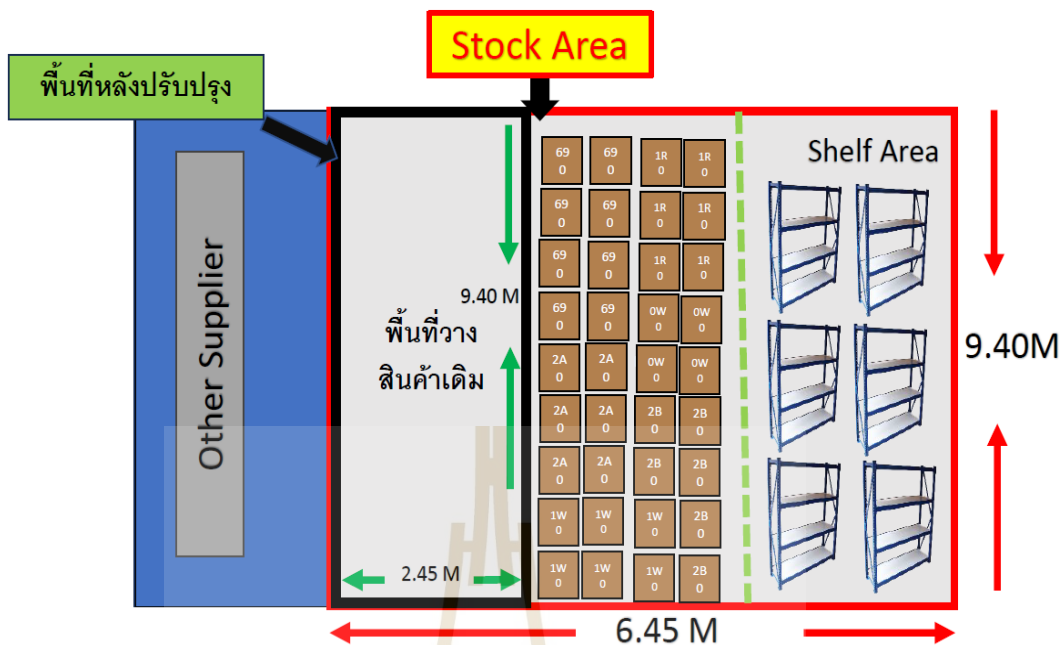 Stock Area
พื้นที่หลังปรับปรุง
Other Supplier
Shelf Area
69 0 69 0 1R 0 1R 0
69 0 69 0 1R 0 1R 0
69 0 69 0 1R 0 1R 0
69 0 69 0 0W 0 0W 0
2A 0 2A 0 0W 0 0W 0
2A 0 2A 0 2B 0 2B 0
2A 0 2A 0 2B 0 2B 0
1W 0 1W 0 1W 0 2B 0
1W 0 1W 0 1W 0 2B 0
9.40 M
พื้นที่วาง
สินค้าเดิม
9.40M
2.45 M
6.45 M